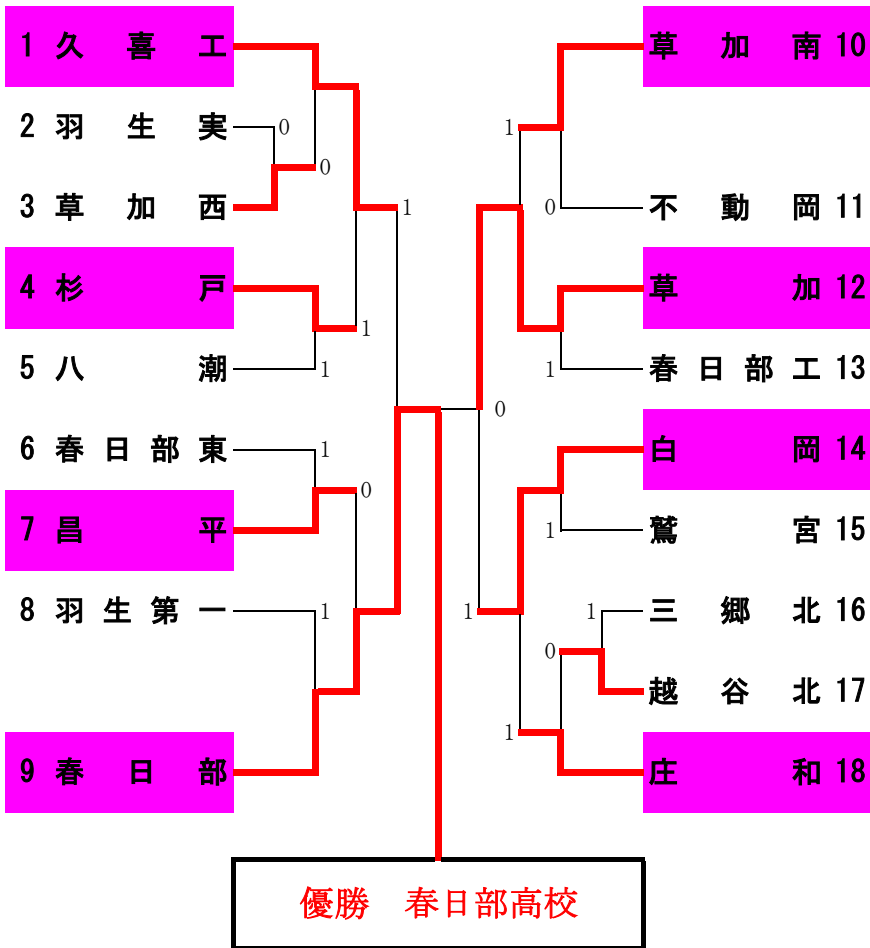 1 久喜工
2 羽生実
3 草加西
4 杉戸
5 八潮
6 春日部東
7 昌平
8 羽生第一
9 春日部
0
0
1
1
1
1
0
1
草加南 10
不動岡 11
草加 12
春日部工 13
白岡 14
鷲宮 15
三郷北 16
越谷北 17
庄和 18
1
0
1
0
1
1
1
0
1
優勝 春日部高校